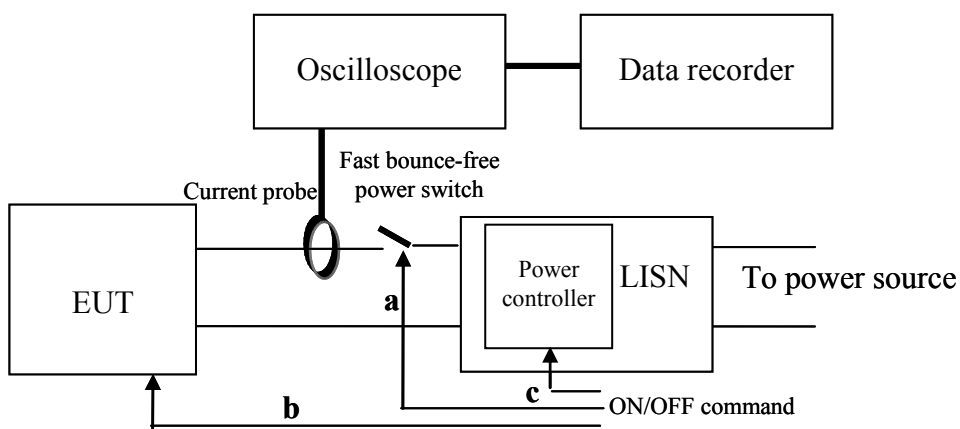 Oscilloscope
Data recorder
Fast bounce-free
power switch
Current probe
EUT
Power
controller
LISN
To power source
a
c
ON/OFF command
b